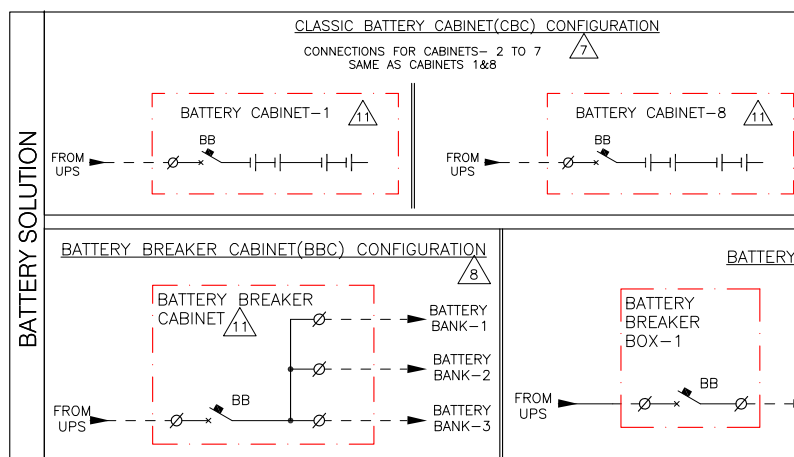 BATTERY SOLUTION
CLASSIC BATTERY CABINET(CBC) CONFIGURATION
7
CONNECTIONS FOR CABINETS- 2 TO 7
SAME AS CABINETS 1&8
BATTERY CABINET-1
11
BB
FROM
UPS
BATTERY CABINET-8
11
BB
FROM
UPS
BATTERY BREAKER CABINET(BBC) CONFIGURATION
8
BATTERY BREAKER
CABINET
11
BB
FROM
UPS
BATTERY
BANK-1
BATTERY
BANK-2
BATTERY
BANK-3
BATTERY
BATTERY
BREAKER
BOX-1
BB
FROM
UPS